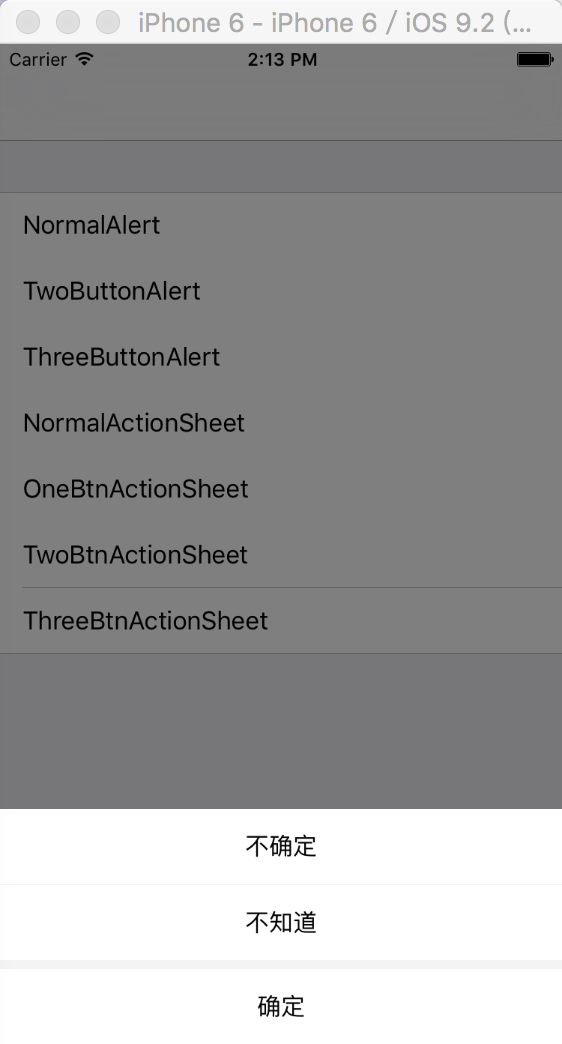 iPhone 6 - iPhone 6 / iOS 9.2 (...
Carrier 2:13 PM
NormalAlert
TwoButtonAlert
ThreeButtonAlert
NormalActionSheet
OneBtnActionSheet
TwoBtnActionSheet
ThreeBtnActionSheet
不确定
不知道
确定